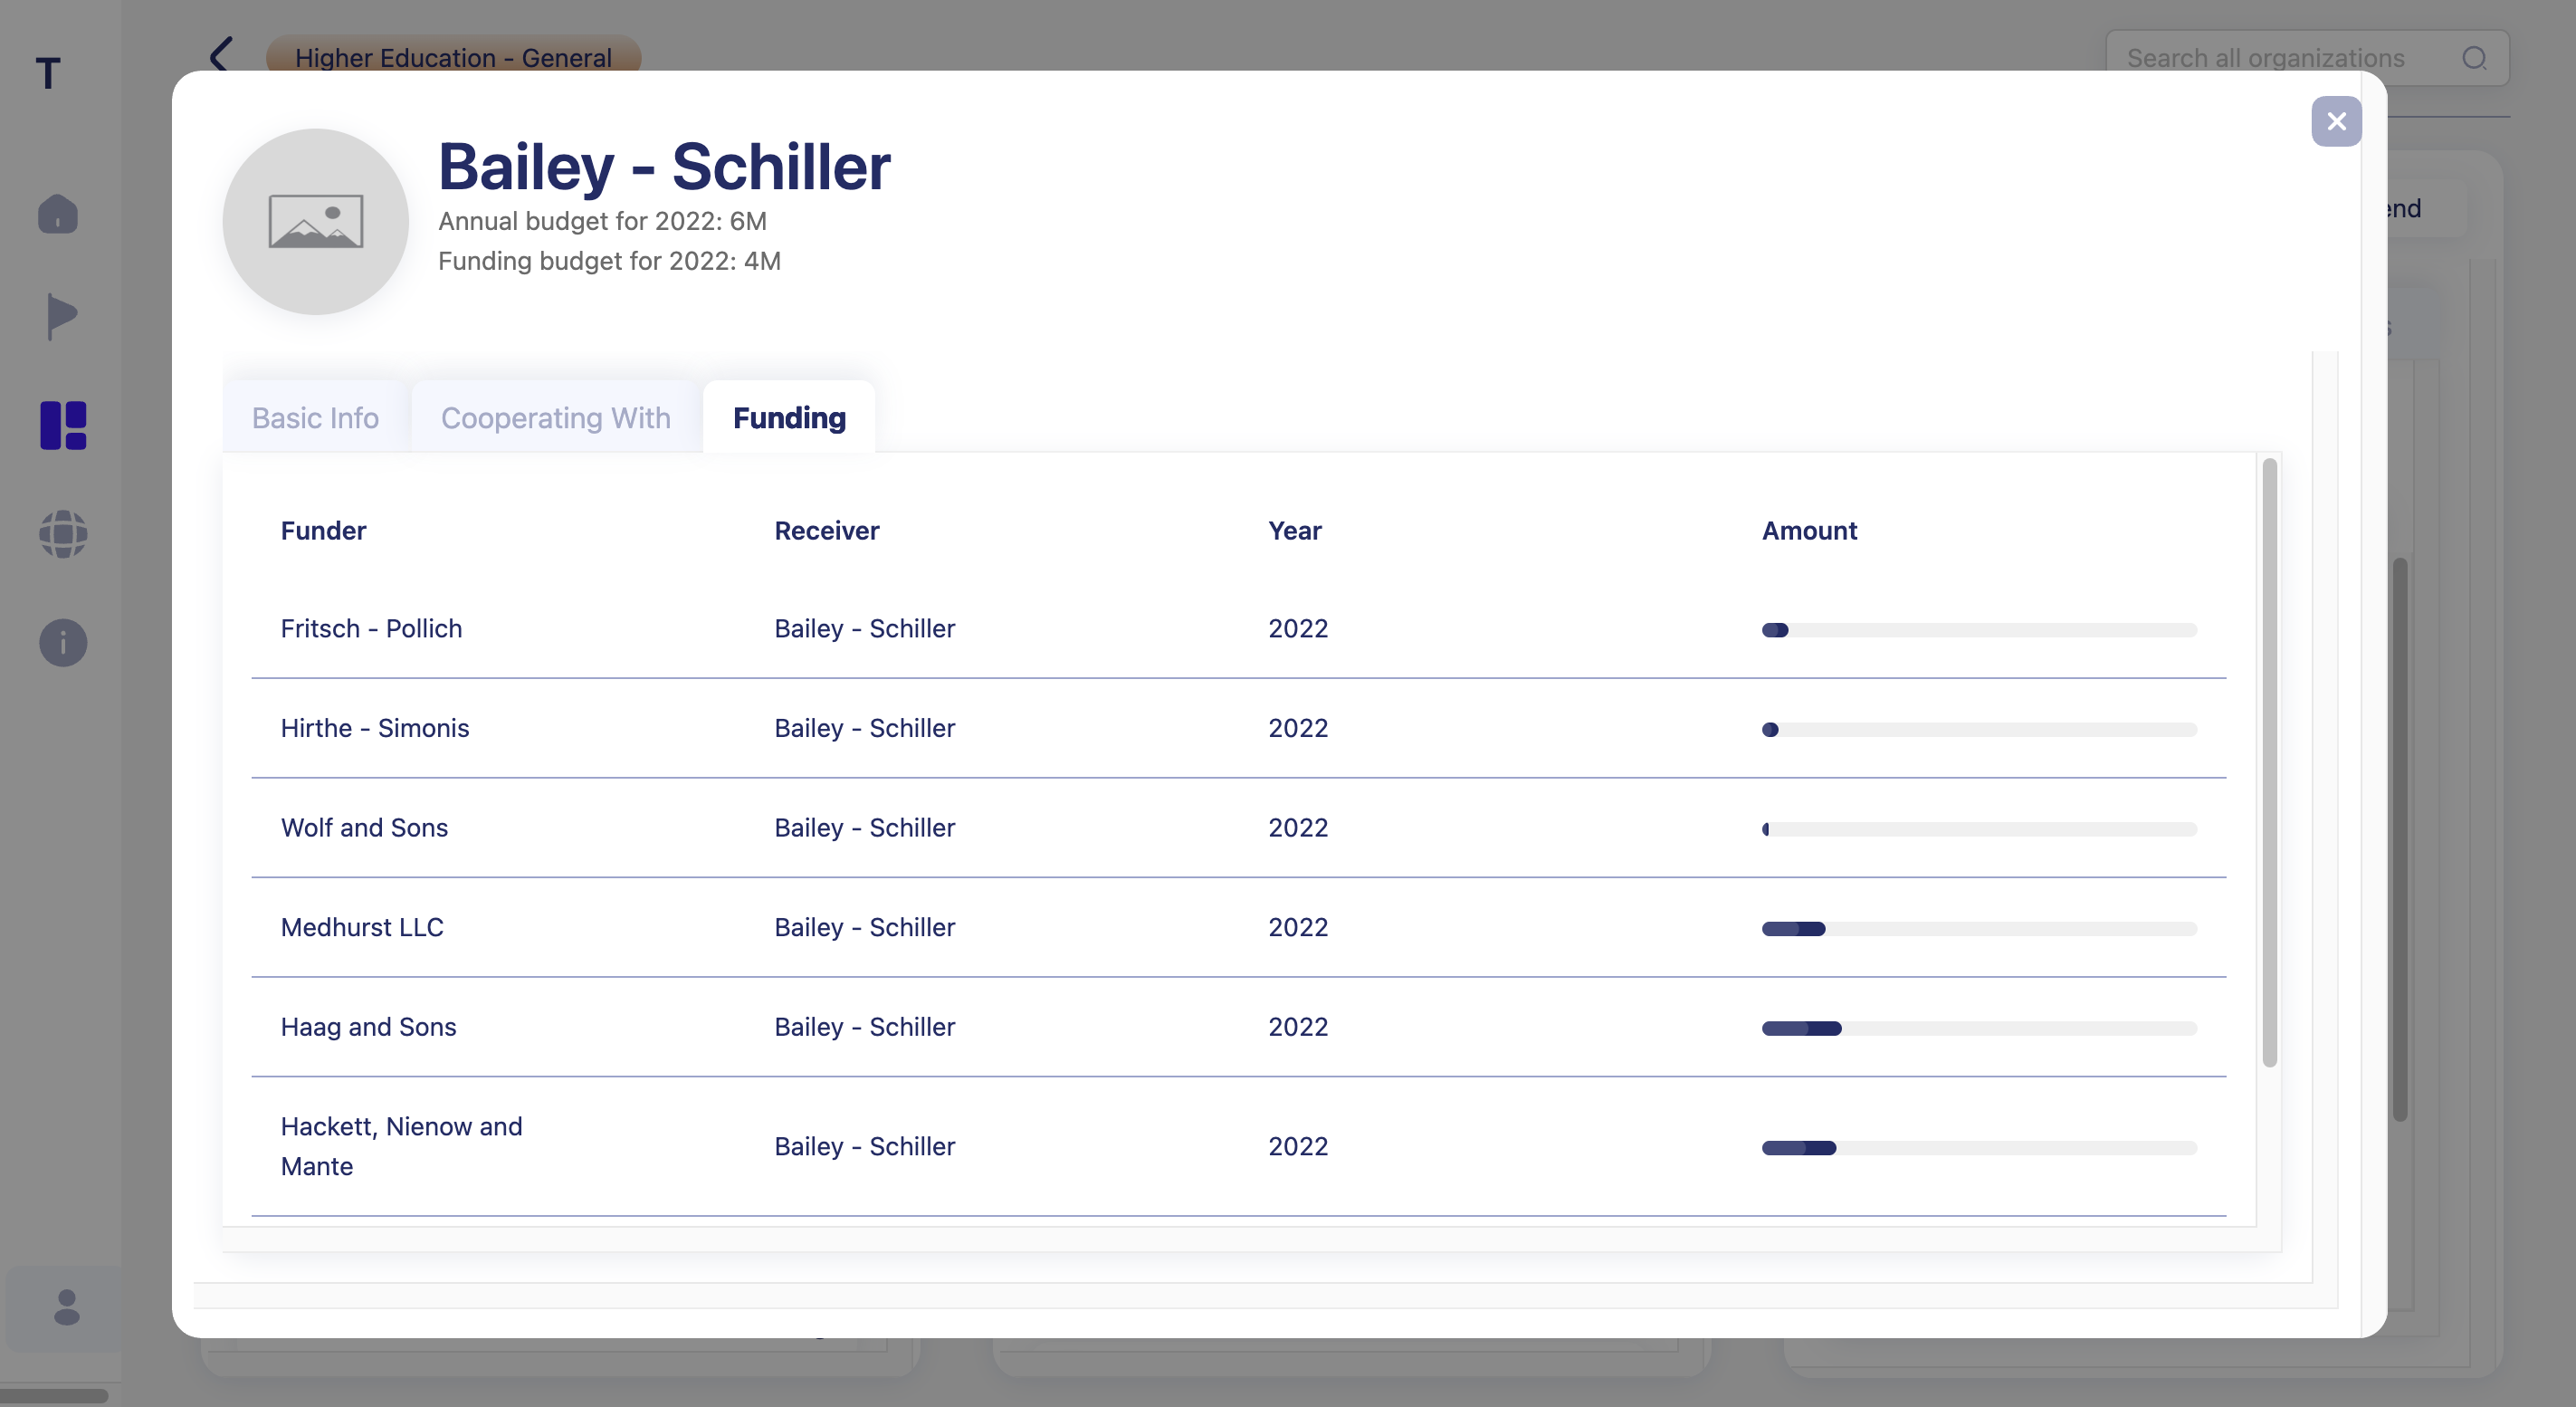 T
Higher Education - General
Search all organizations
Bailey - Schiller
Annual budget for 2022: 6M
Funding budget for 2022: 4M
Basic Info
Cooperating With
Funding
Funder Receiver Year Amount
Fritsch - Pollich Bailey - Schiller 2022
Hirthe - Simonis Bailey - Schiller 2022
Wolf and Sons Bailey - Schiller 2022
Medhurst LLC Bailey - Schiller 2022
Haag and Sons Bailey - Schiller 2022
Hackett, Nienow and
Mante
Bailey - Schiller 2022